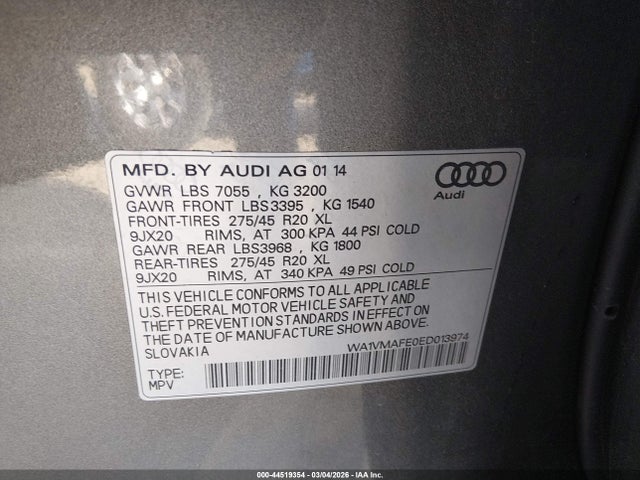 MFD. BY AUDI AG 01 14
GVWR LBS 7055 , KG 3200
GAWR FRONT LBS3395 , KG 1540
FRONT-TIRES 275/45 R20 XL
9JX20 RIMS, AT 300 KPA 44 PSI COLD
GAWR REAR LBS3968 , KG 1800
REAR-TIRES 275/45 R20 XL
9JX20 RIMS, AT 340 KPA 49 PSI COLD
Audi
THIS VEHICLE CONFORMS TO ALL APPLICABLE
U.S. FEDERAL MOTOR VEHICLE SAFETY AND
THEFT PREVENTION STANDARDS IN EFFECT ON
THE DATE OF MANUFACTURE SHOWN ABOVE.
SLOVAKIA
WA1VMAFE0ED013974
TYPE:
MPV
000-44519354 | 03/04/2026 | IAA Inc.